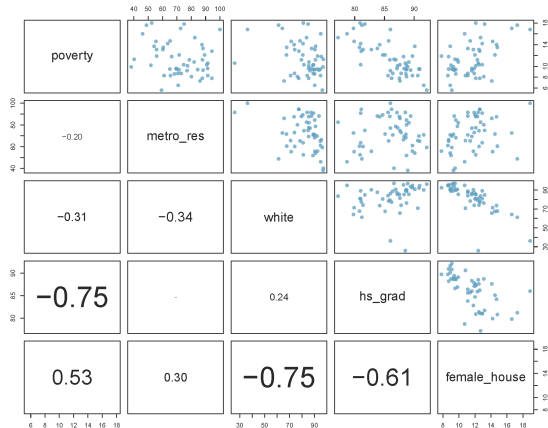 40 50 60 70 80 90 100 80 85 90
poverty
6 8 10 12 14 16 18
40 60 80 100
−0.20
metro_res
−0.31
−0.34
white
30 50 70 90
80 85 90
−0.75
0.24
hs_grad
0.53
0.30
−0.75
−0.61
female_house
8 12 14 18
6 8 10 12 14 16 18 30 50 70 90 8 10 12 14 16 18